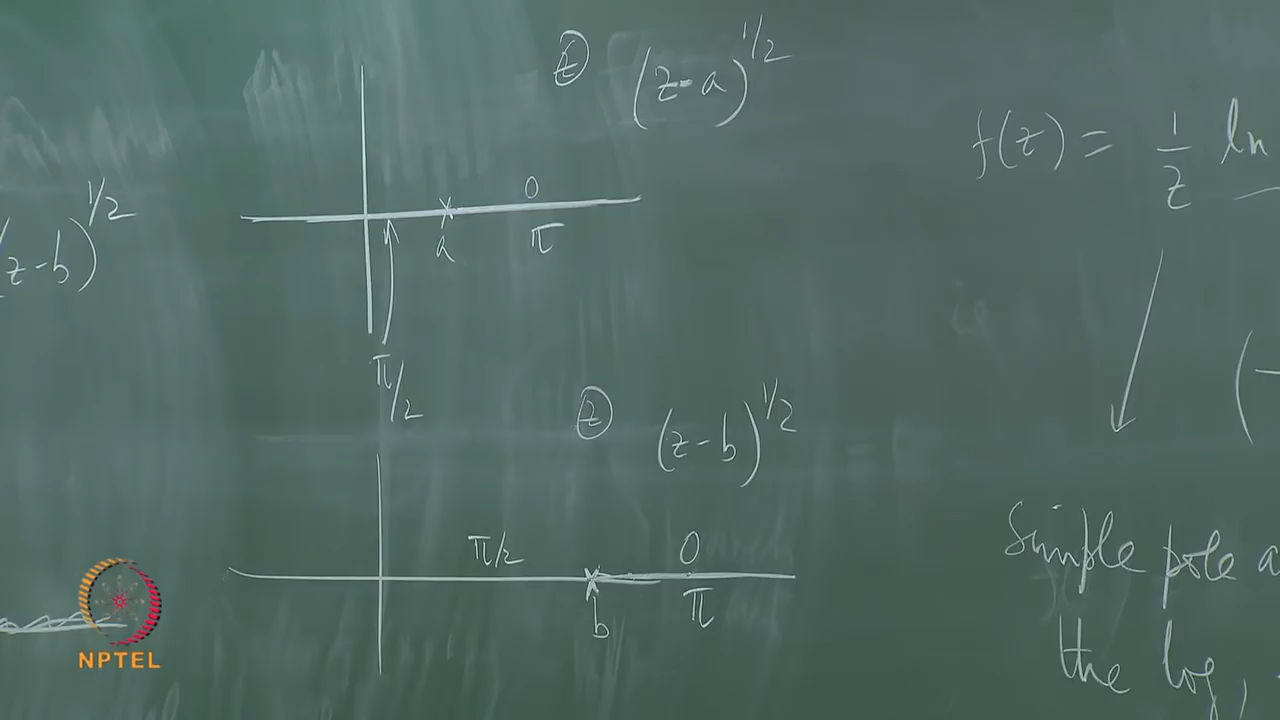 (z-b)^{1/2}
z (z-a)^{1/2}
0
a π
π/2
z (z-b)^{1/2}
π/2 0
b π
f(z) = 1/z ln
(
Simple pole a
the log,
NPTEL